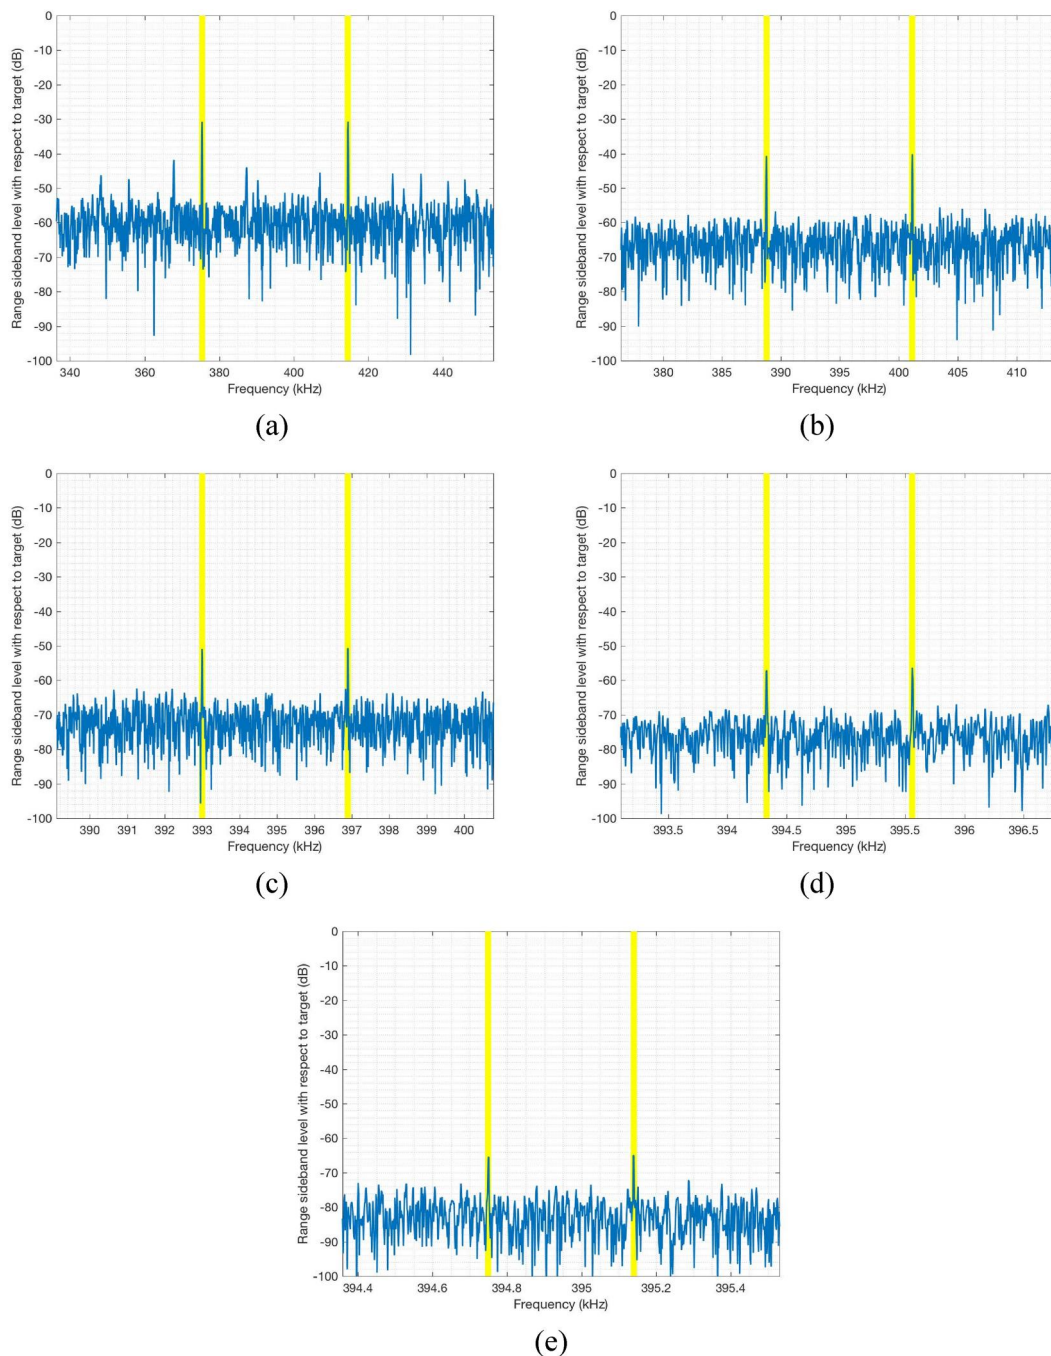 Range sideband level with respect to target (dB)
0
-10
-20
-30
-40
-50
-60
-70
-80
-90
-100
340 360 380 400 420 440
Frequency (kHz)
(a)
Range sideband level with respect to target (dB)
0
-10
-20
-30
-40
-50
-60
-70
-80
-90
-100
380 385 390 395 400 405 410
Frequency (kHz)
(b)
Range sideband level with respect to target (dB)
0
-10
-20
-30
-40
-50
-60
-70
-80
-90
-100
390 391 392 393 394 395 396 397 398 399 400
Frequency (kHz)
(c)
Range sideband level with respect to target (dB)
0
-10
-20
-30
-40
-50
-60
-70
-80
-90
-100
393.5 394 394.5 395 395.5 396 396.5
Frequency (kHz)
(d)
Range sideband level with respect to target (dB)
0
-10
-20
-30
-40
-50
-60
-70
-80
-90
-100
394.4 394.6 394.8 395 395.2 395.4
Frequency (kHz)
(e)